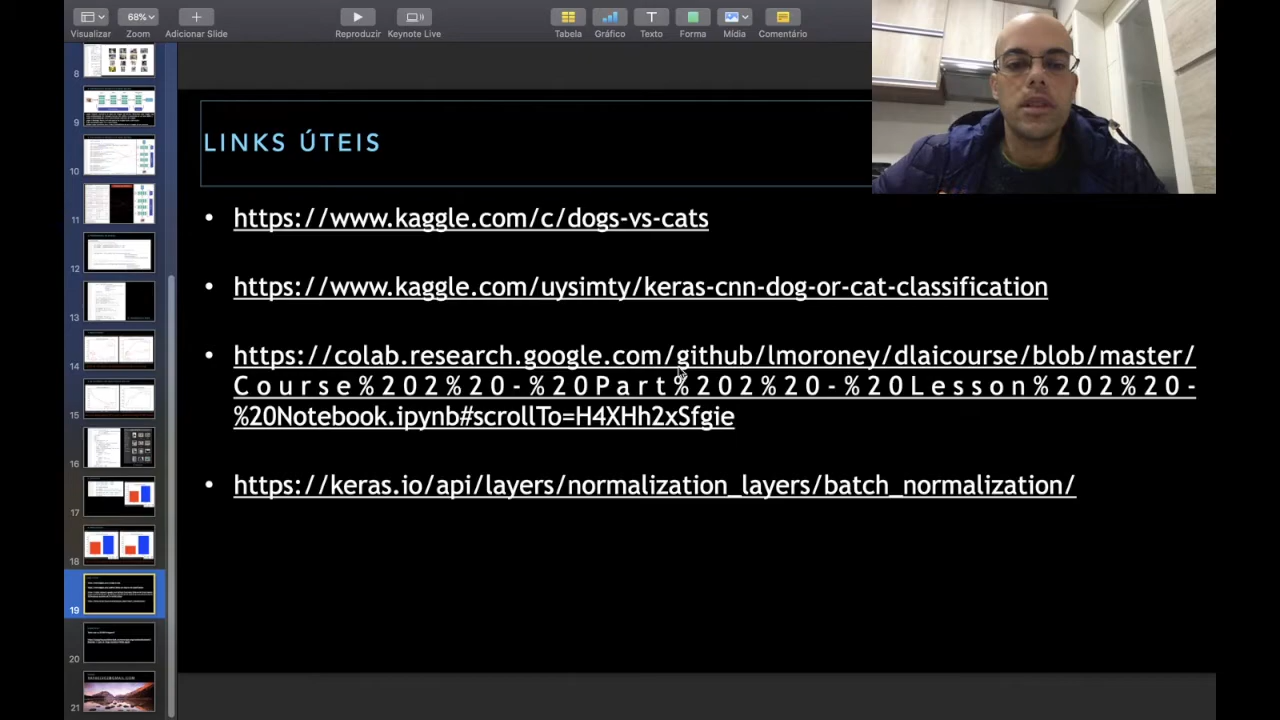 68%
Visualizar
Zoom
Adicionar Slide
Reproduzir
Keynote Live
Tabela
Gráfico
Texto
Forma
Mídia
Comentário
8
9
10
11
12
13
14
15
16
17
18
19
20
21
LINKS ÚTEIS
• https://www.kaggle.com/c/dogs-vs-cats
• https://www.kaggle.com/uysimty/keras-cnn-dog-or-cat-classification
• https://colab.research.google.com/github/lmoroney/dlaicourse/blob/master/
Course%202%20-%20Part%202%20-%20Lesson%202%20-
%20Notebook.ipynb#scrollTo=H4XHh2xSfgie
• https://keras.io/api/layers/normalization_layers/batch_normalization/